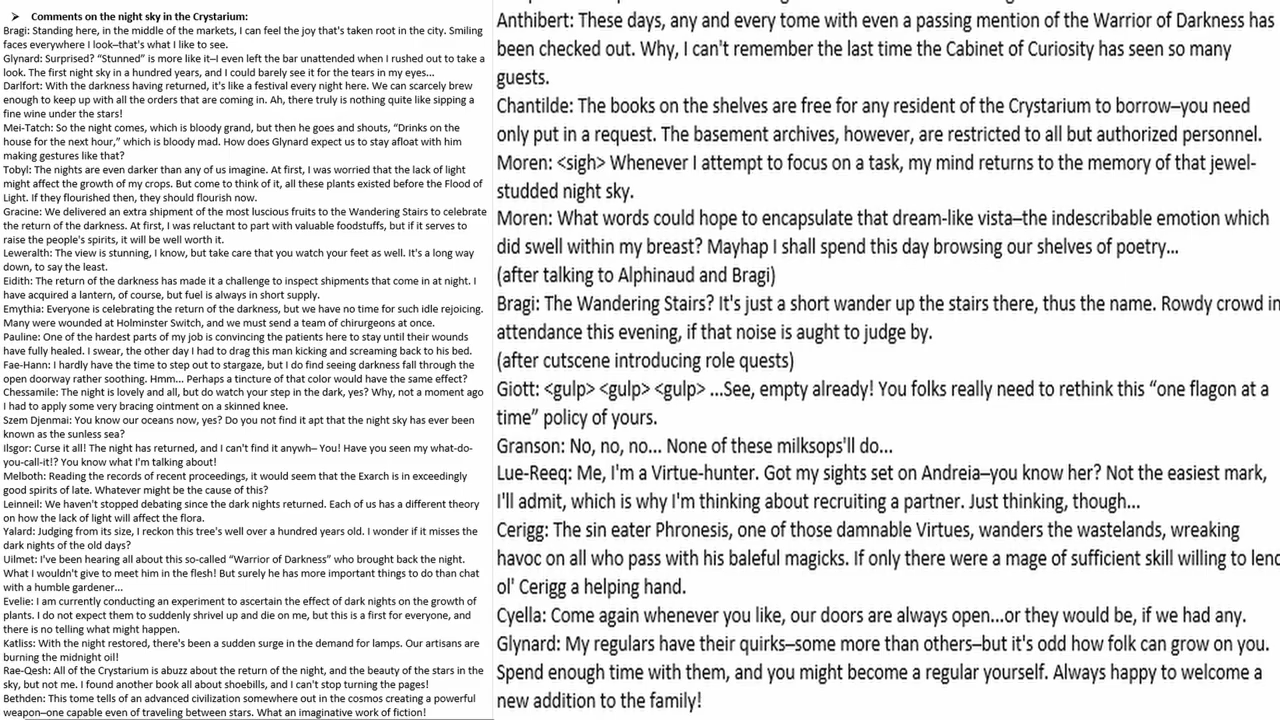 ➤ Comments on the night sky in the Crystarium:
Bragi: Standing here, in the middle of the markets, I can feel the joy that's taken root in the city. Smiling
faces everywhere I look–that's what I like to see.
Glynard: Surprised? “Stunned” is more like it–I even left the bar unattended when I rushed out to take a
look. The first night sky in a hundred years, and I could barely see it for the tears in my eyes...
Darlfort: With the darkness having returned, it's like a festival every night here. We can scarcely brew
enough to keep up with all the orders that are coming in. Ah, there truly is nothing quite like sipping a
fine wine under the stars!
Mei-Tatch: So the night comes, which is bloody grand, but then he goes and shouts, “Drinks on the
house for the next hour,” which is bloody mad. How does Glynard expect us to stay afloat with him
making gestures like that?
Tobyl: The nights are even darker than any of us imagine. At first, I was worried that the lack of light
might affect the growth of my crops. But come to think of it, all these plants existed before the Flood of
Light. If they flourished then, they should flourish now.
Gracine: We delivered an extra shipment of the most luscious fruits to the Wandering Stairs to celebrate
the return of the darkness. At first, I was reluctant to part with valuable foodstuffs, but if it serves to
raise the people's spirits, it will be well worth it.
Leweralth: The view is stunning, I know, but take care that you watch your feet as well. It's a long way
down, to say the least.
Eidith: The return of the darkness has made it a challenge to inspect shipments that come in at night. I
have acquired a lantern, of course, but fuel is always in short supply.
Emythia: Everyone is celebrating the return of the darkness, but we have no time for such idle rejoicing.
Many were wounded at Holminster Switch, and we must send a team of chirurgeons at once.
Pauline: One of the hardest parts of my job is convincing the patients here to stay until their wounds
have fully healed. I swear, the other day I had to drag this man kicking and screaming back to his bed.
Fae-Hann: I hardly have the time to step out to stargaze, but I do find seeing darkness fall through the
open doorway rather soothing. Hmm... Perhaps a tincture of that color would have the same effect?
Chessamile: The night is lovely and all, but do watch your step in the dark, yes? Why, not a moment ago
I had to apply some very bracing ointment on a skinned knee.
Szem Djenmai: You know our oceans now, yes? Do you not find it apt that the night sky has ever been
known as the sunless sea?
Ilsgor: Curse it all! The night has returned, and I can't find it anywh– You! Have you seen my what-do-
you-call-it!? You know what I'm talking about!
Melboth: Reading the records of recent proceedings, it would seem that the Exarch is in exceedingly
good spirits of late. Whatever might be the cause of this?
Leinneil: We haven't stopped debating since the dark nights returned. Each of us has a different theory
on how the lack of light will affect the flora.
Yalard: Judging from its size, I reckon this tree's well over a hundred years old. I wonder if it misses the
dark nights of the old days?
Uilmet: I've been hearing all about this so-called “Warrior of Darkness” who brought back the night.
What I wouldn't give to meet him in the flesh! But surely he has more important things to do than chat
with a humble gardener...
Evelie: I am currently conducting an experiment to ascertain the effect of dark nights on the growth of
plants. I do not expect them to suddenly shrivel up and die on me, but this is a first for everyone, and
there is no telling what might happen.
Katliss: With the night restored, there's been a sudden surge in the demand for lamps. Our artisans are
burning the midnight oil!
Rae-Qesh: All of the Crystarium is abuzz about the return of the night, and the beauty of the stars in the
sky, but not me. I found another book all about shoebills, and I can't stop turning the pages!
Bethden: This tome tells of an advanced civilization somewhere out in the cosmos creating a powerful
weapon–one capable even of traveling between stars. What an imaginative work of fiction!
Anthibert: These days, any and every tome with even a passing mention of the Warrior of Darkness has
been checked out. Why, I can't remember the last time the Cabinet of Curiosity has seen so many
guests.
Chantilde: The books on the shelves are free for any resident of the Crystarium to borrow–you need
only put in a request. The basement archives, however, are restricted to all but authorized personnel.
Moren: <sigh> Whenever I attempt to focus on a task, my mind returns to the memory of that jewel-
studded night sky.
Moren: What words could hope to encapsulate that dream-like vista–the indescribable emotion which
did swell within my breast? Mayhap I shall spend this day browsing our shelves of poetry...
(after talking to Alphinaud and Bragi)
Bragi: The Wandering Stairs? It's just a short wander up the stairs there, thus the name. Rowdy crowd in
attendance this evening, if that noise is aught to judge by.
(after cutscene introducing role quests)
Giott: <gulp> <gulp> <gulp> ...See, empty already! You folks really need to rethink this “one flagon at a
time” policy of yours.
Granson: No, no, no... None of these milksops'll do...
Lue-Reeq: Me, I'm a Virtue-hunter. Got my sights set on Andreia–you know her? Not the easiest mark,
I'll admit, which is why I'm thinking about recruiting a partner. Just thinking, though...
Cerigg: The sin eater Phronesis, one of those damnable Virtues, wanders the wastelands, wreaking
havoc on all who pass with his baleful magicks. If only there were a mage of sufficient skill willing to lend
ol' Cerigg a helping hand.
Cyella: Come again whenever you like, our doors are always open...or they would be, if we had any.
Glynard: My regulars have their quirks–some more than others–but it's odd how folk can grow on you.
Spend enough time with them, and you might become a regular yourself. Always happy to welcome a
new addition to the family!